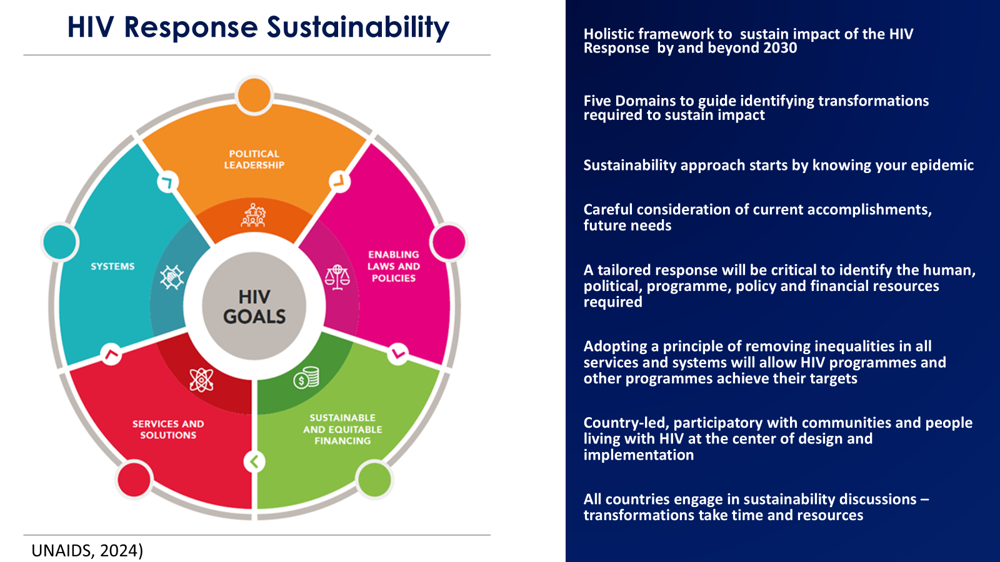 HIV Response Sustainability
POLITICAL
LEADERSHIP
ENABLING
LAWS AND
POLICIES
SYSTEMS
HIV
GOALS
$
SERVICES AND
SOLUTIONS
SUSTAINABLE
AND EQUITABLE
FINANCING
UNAIDS, 2024)
Holistic framework to  sustain impact of the HIV
Response  by and beyond 2030
Five Domains to guide identifying transformations
required to sustain impact
Sustainability approach starts by knowing your epidemic
Careful consideration of current accomplishments,
future needs
A tailored response will be critical to identify the human,
political, programme, policy and financial resources
required
Adopting a principle of removing inequalities in all
services and systems will allow HIV programmes and
other programmes achieve their targets
Country-led, participatory with communities and people
living with HIV at the center of design and
implementation
All countries engage in sustainability discussions –
transformations take time and resources